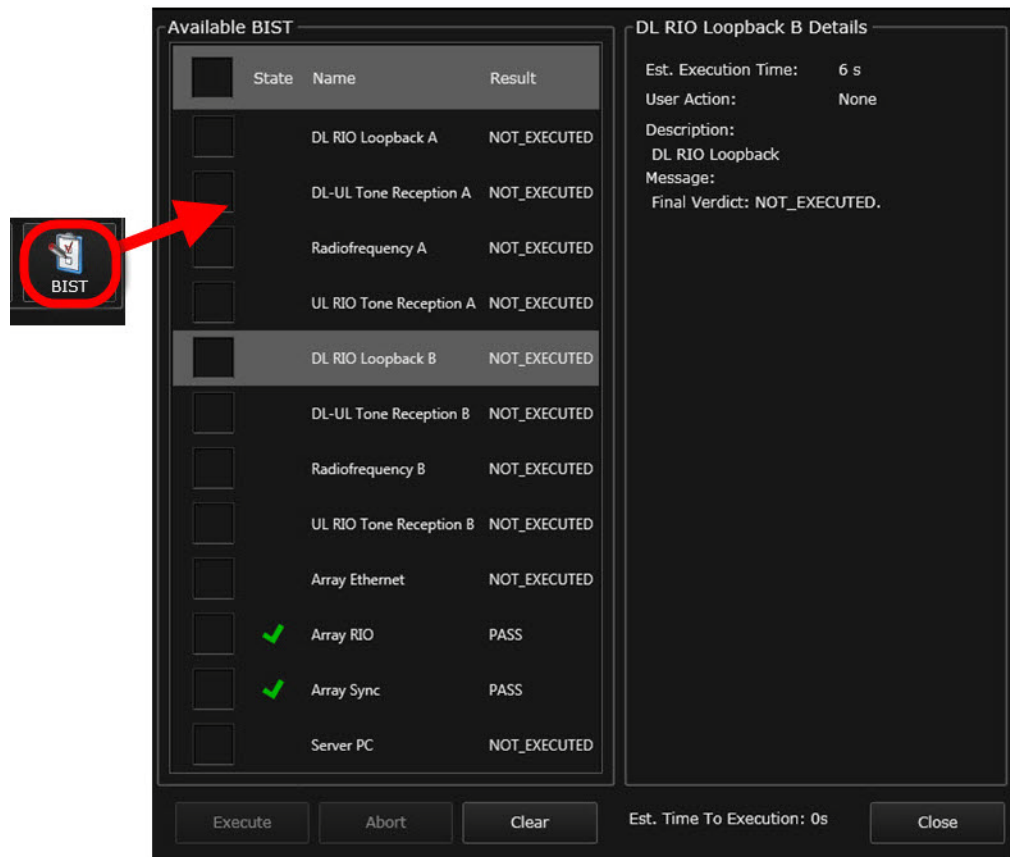 BIST
Available BIST
State Name Result
DL RIO Loopback A NOT_EXECUTED
DL-UL Tone Reception A NOT_EXECUTED
Radiofrequency A NOT_EXECUTED
UL RIO Tone Reception A NOT_EXECUTED
DL RIO Loopback B NOT_EXECUTED
DL-UL Tone Reception B NOT_EXECUTED
Radiofrequency B NOT_EXECUTED
UL RIO Tone Reception B NOT_EXECUTED
Array Ethernet NOT_EXECUTED
Array RIO PASS
Array Sync PASS
Server PC NOT_EXECUTED
DL RIO Loopback B Details
Est. Execution Time: 6 s
User Action: None
Description:
DL RIO Loopback
Message:
Final Verdict: NOT_EXECUTED.
Execute Abort Clear Est. Time To Execution: 0s Close